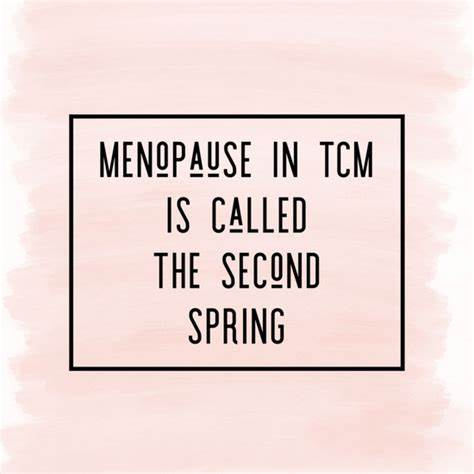 MENOPAUSE IN TCM
IS CALLED
THE SECOND
SPRING